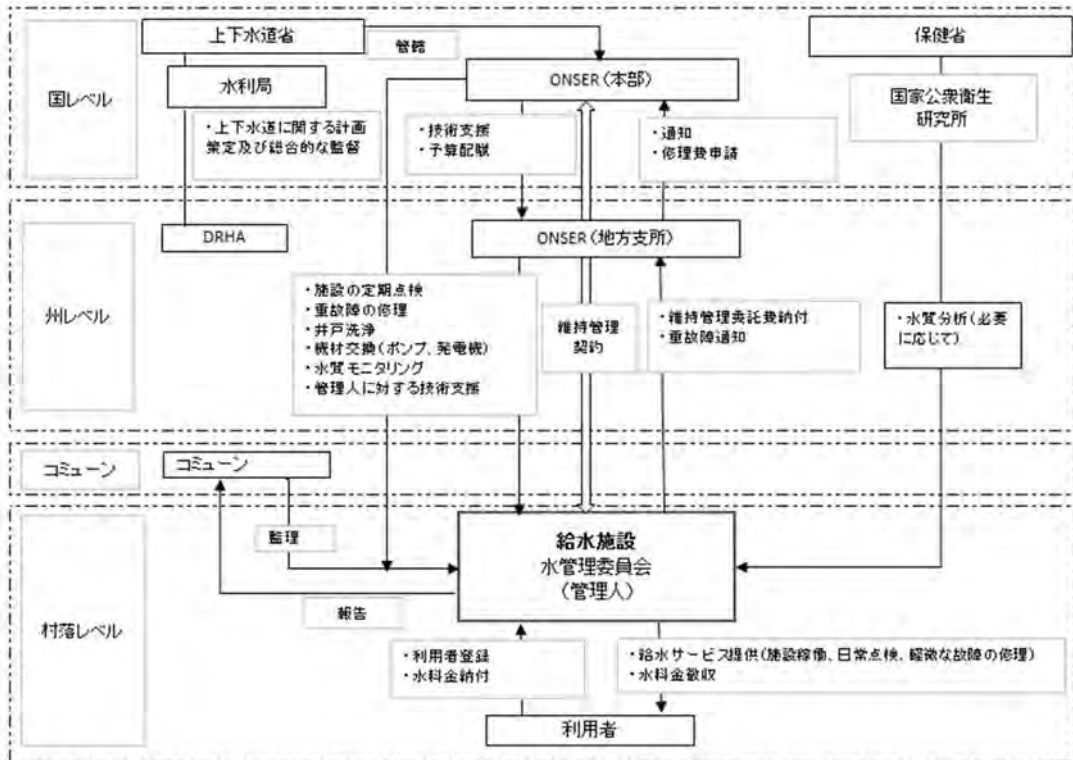 国レベル
上下水道省
管轄
保健省
水利局
ONSER(本部)
国家公衆衛生
研究所
・上下水道に関する計画
策定及び総合的な監督
・技術支援
・予算配賦
・通知
・修理費申請
州レベル
DRHA
ONSER(地方支所)
・施設の定期点検
・重故障の修理
・井戸洗浄
・機材交換(ポンプ、発電機)
・水質モニタリング
・管理人に対する技術支援
維持管理
契約
・維持管理委託費納付
・重故障通知
・水質分析(必要
に応じて)
コミューン
コミューン
村落レベル
監理
給水施設
水管理委員会
(管理人)
報告
・利用者登録
・水料金納付
・給水サービス提供(施設稼働、日常点検、軽微な故障の修理)
・水料金徴収
利用者